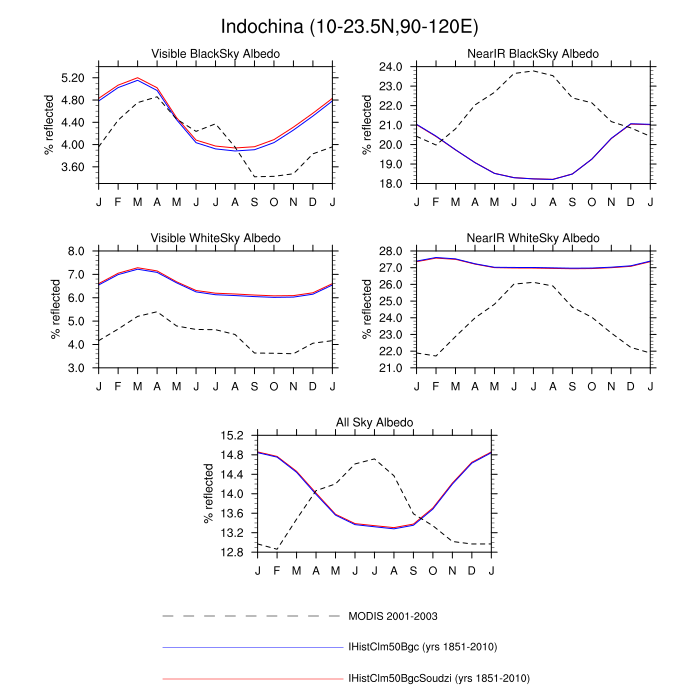 Indochina (10-23.5N,90-120E)
Visible BlackSky Albedo
% reflected
5.20
4.80
4.40
4.00
3.60
J F M A M J J A S O N D J
NearIR BlackSky Albedo
% reflected
24.0
23.0
22.0
21.0
20.0
19.0
18.0
J F M A M J J A S O N D J
Visible WhiteSky Albedo
% reflected
8.0
7.0
6.0
5.0
4.0
3.0
J F M A M J J A S O N D J
NearIR WhiteSky Albedo
% reflected
28.0
27.0
26.0
25.0
24.0
23.0
22.0
21.0
J F M A M J J A S O N D J
All Sky Albedo
% reflected
15.2
14.8
14.4
14.0
13.6
13.2
12.8
J F M A M J J A S O N D J
MODIS 2001-2003
IHistClm50Bgc (yrs 1851-2010)
IHistClm50BgcSoudzi (yrs 1851-2010)